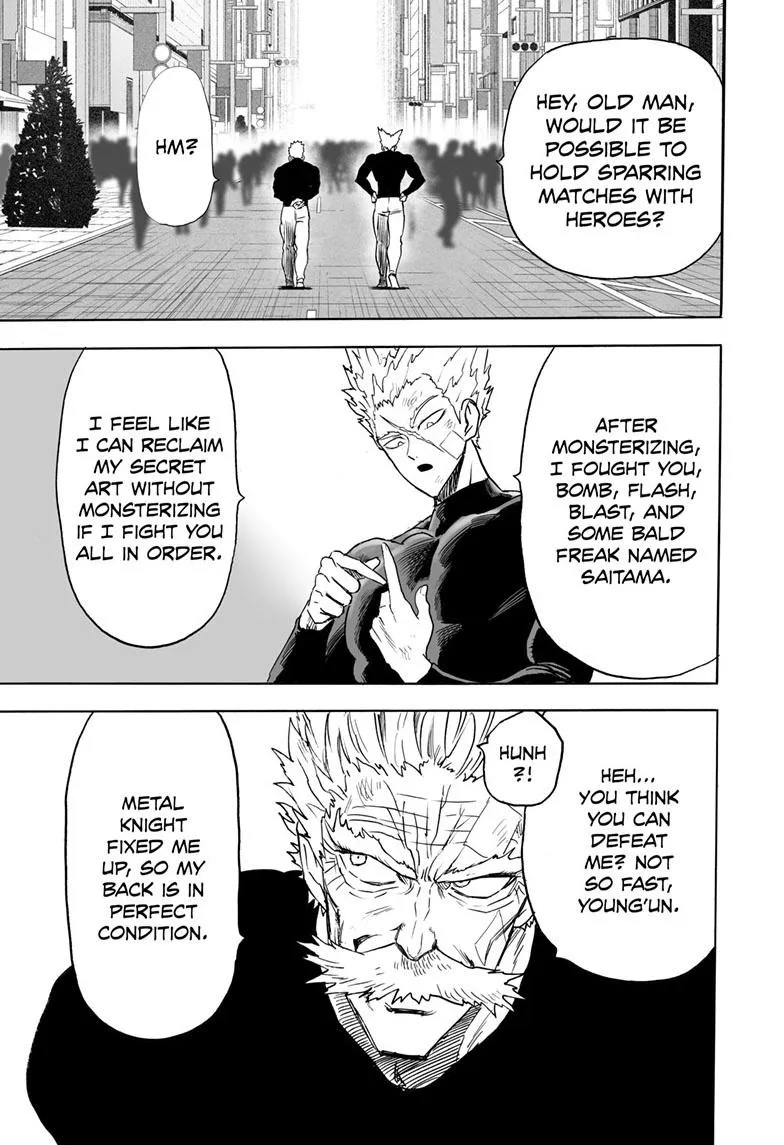 HEY, OLD MAN,
WOULD IT BE
POSSIBLE TO
HOLD SPARRING
MATCHES WITH
HEROES?
HM?
AFTER
MONSTERIZING,
I FOUGHT YOU,
BOMB, FLASH,
BLAST, AND
SOME BALD
FREAK NAMED
SAITAMA.
I FEEL LIKE
I CAN RECLAIM
MY SECRET
ART WITHOUT
MONSTERIZING
IF I FIGHT YOU
ALL IN ORDER.
HEH...
YOU THINK
YOU CAN
DEFEAT
ME? NOT
SO FAST,
YOUNG'UN.
HUNH
?!
METAL
KNIGHT
FIXED ME
UP, SO MY
BACK IS IN
PERFECT
CONDITION.